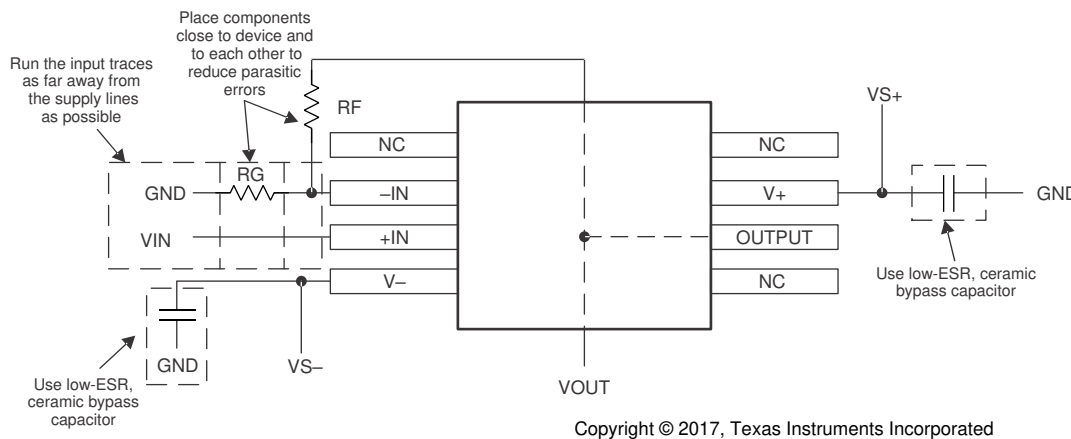 Place components
close to device and
to each other to
reduce parasitic
errors
Run the input traces
as far away from
the supply lines
as possible
RF
VS+
NC
NC
RG
GND
–IN
V+
GND
VIN
+IN
OUTPUT
V–
NC
Use low-ESR, ceramic
bypass capacitor
GND
VS–
Use low-ESR,
ceramic bypass
capacitor
VOUT
Copyright © 2017, Texas Instruments Incorporated